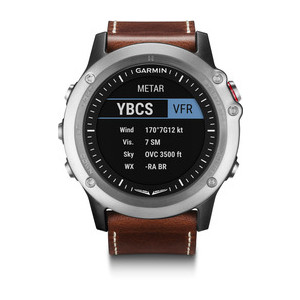 GARMIN
METAR
YBCS VFR
Wind 170°7G12 kt
Vis. 7 SM
Sky OVC 3500 ft
WX -RA BR